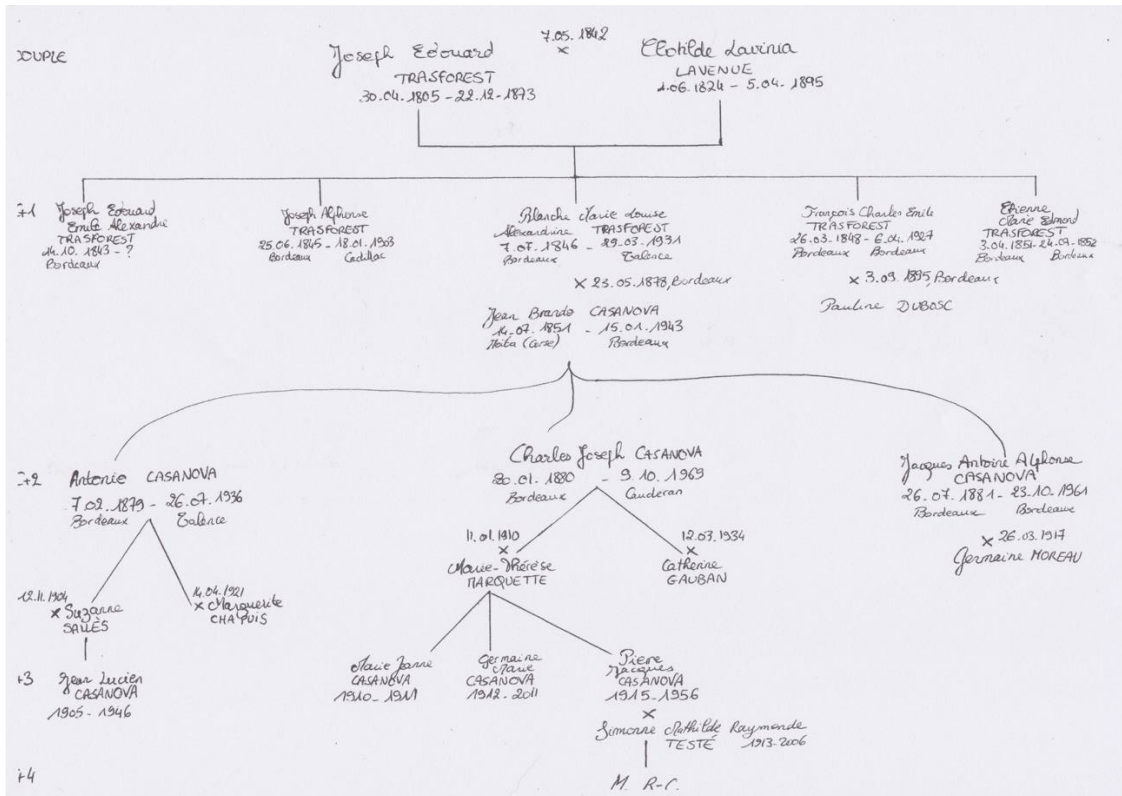 COUPLE
Joseph Edouard
TRASFOREST
30.04.1805 - 22.12-1873
7.05.1842
×
Clotilde Lavinia
LAVENUE
1.06.1824 - 5.04.1895
+1
Joseph Edouard
Emile Alexandre
TRASFOREST
14.10.1843 - ?
Bordeaux
Joseph Alphonse
TRASFOREST
25.06.1845 - 18.01.1903
Bordeaux Cadillac
Blanche Marie Louise
Alexandrine TRASFOREST
7.07.1846 - 29.03-1931
Bordeaux Talence
× 23.05.1878, Bordeaux
Jean Brando CASANOVA
14.07.1851 - 15.01.1943
Moita (Corse) Bordeaux
François Charles Emile
TRASFOREST
26.03.1848 - 6.04.1927
Bordeaux Bordeaux
× 3.09.1895, Bordeaux
Pauline DUBOSC
Etienne
Marie Edmond
TRASFOREST
3.04.1851-24.07-1852
Bordeaux Bordeaux
+2
Antonie CASANOVA
7.02.1879 - 26.07.1936
Bordeaux Talence
Charles Joseph CASANOVA
20.01.1880 - 9.10.1969
Bordeaux Cauderan
Jacques Antoine Alphonse
CASANOVA
26.07.1881 - 23.10.1961
Bordeaux Bordeaux
× 26.03.1917
Germaine MOREAU
12.11.1904
× Suzanne
SALLÈS
14.04.1921
× Marguerite
CHAPUIS
11.01.1910
×
Marie-Thérèse
MARQUETTE
12.03.1934
×
Catherine
GAUBAN
+3
Jean Lucien
CASANOVA
1905 - 1946
Marie Jeanne
CASANOVA
1910 - 1911
Germaine
Marie
CASANOVA
1912 - 2011
Piere
Jacques
CASANOVA
1915 - 1956
×
Simonne Mathilde Raymonde
TESTÉ 1913-2006
+4
M. R-C.